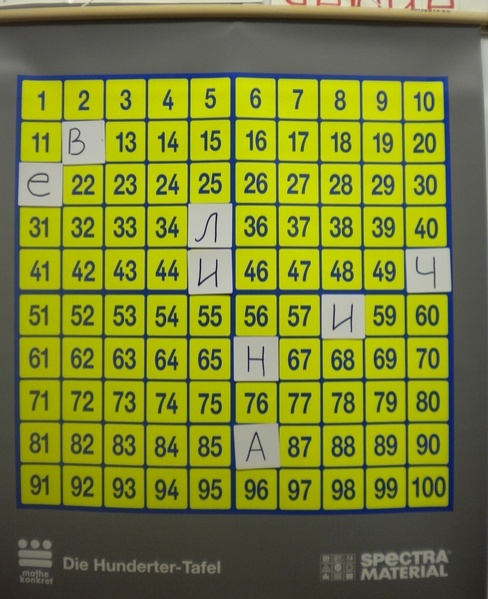 1 2 3 4 5 6 7 8 9 10
11 В 13 14 15 16 17 18 19 20
е 22 23 24 25 26 27 28 29 30
31 32 33 34 Л 36 37 38 39 40
41 42 43 44 И 46 47 48 49 Ч
51 52 53 54 55 56 57 И 59 60
61 62 63 64 65 Н 67 68 69 70
71 72 73 74 75 76 77 78 79 80
81 82 83 84 85 А 87 88 89 90
91 92 93 94 95 96 97 98 99 100
mathe konkret
Die Hunderter-Tafel
SPECTRA
MATERIAL